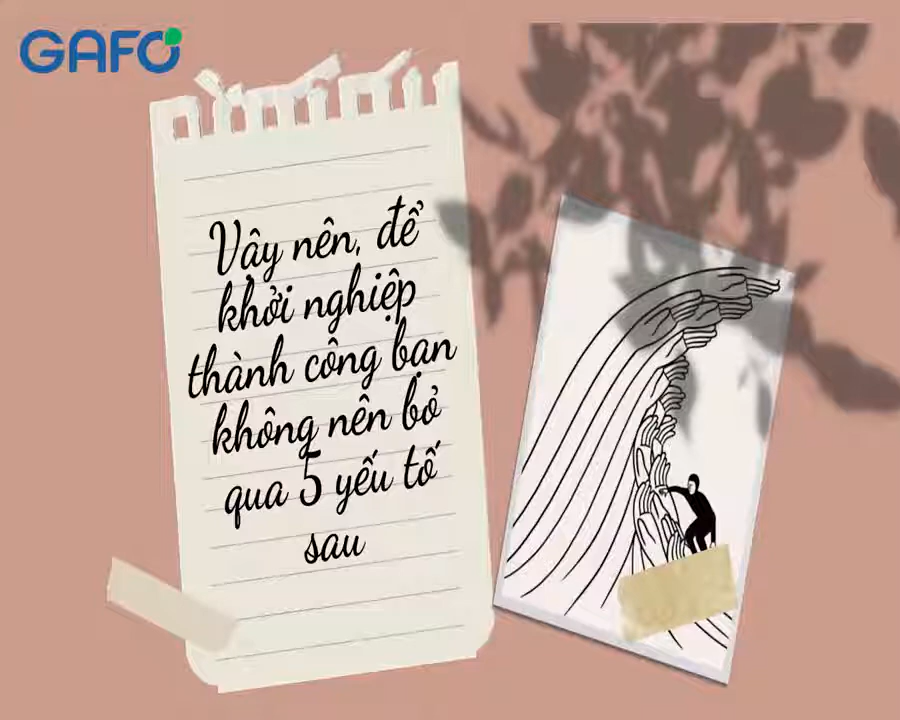 GAFO
Vậy nên, để
khởi nghiệp
thành công bạn
không nên bỏ
qua 5 yếu tố
sau